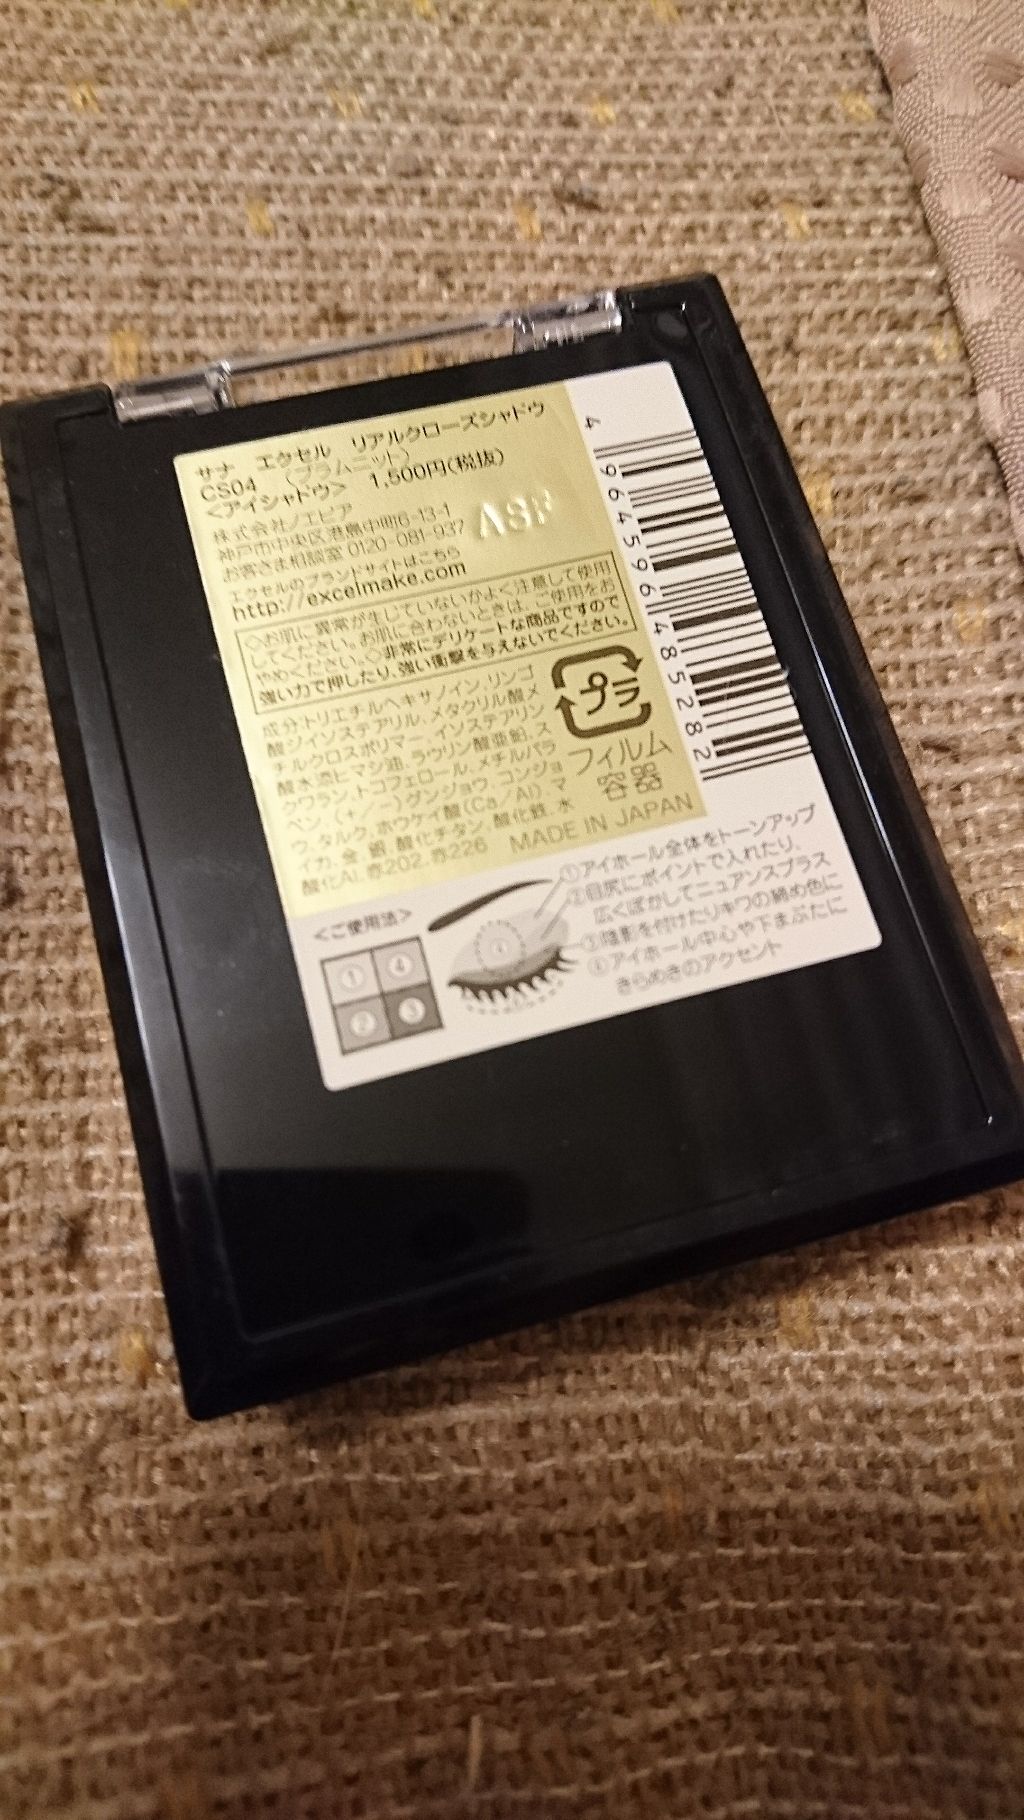 サナ エクセル リアルクローズシャドウ
CS04 (プラムニット)
<アイシャドウ> 1,500円(税抜)
株式会社ノエビア
神戸市中央区港島中町6-13-1
お客さま相談室 0120-081-937
エクセルのブランドサイトはこちら
http://excelmake.com
◇お肌に異常が生じていないかよく注意して使用
してください。お肌に合わないときは、ご使用をお
やめください。◇非常にデリケートな商品ですので
強い力で押したり、強い衝撃を与えないでください。
成分:トリエチルヘキサノイン、リンゴ
酸ジイソステアリル、メタクリル酸メ
チルクロスポリマー、イソステアリン
酸水添ヒマシ油、ラウリン酸亜鉛、ス
クワラン、トコフェロール、メチルパラ
ベン、(+/-)グンジョウ、コンジョ
ウ、タルク、ホウケイ酸(Ca/Al)、マ
イカ、金、銀、酸化チタン、酸化鉄、水
酸化Al、赤202、赤226
プラ
フィルム
容器
MADE IN JAPAN
4 964596 485282
<ご使用法>
① ④
② ③
①アイホール全体をトーンアップ
②目尻にポイントで入れたり、
広くぼかしてニュアンスプラス
③陰影を付けたりキワの締め色に
④アイホール中心や下まぶたに
きらめきのアクセント